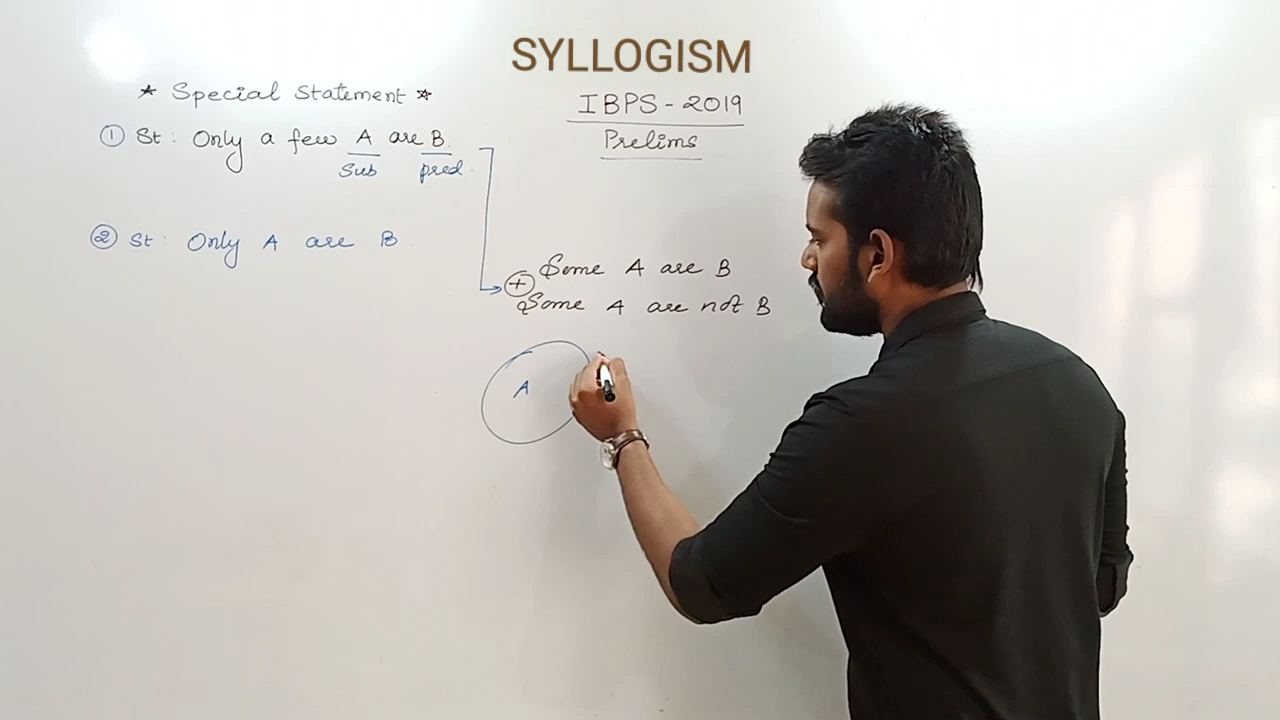 SYLLOGISM
★ Special Statement ★
IBPS - 2019
Prelims
① St : Only a few A are B.
Sub pred.
② St : Only A are B
+ Some A are B
Some A are not B
A